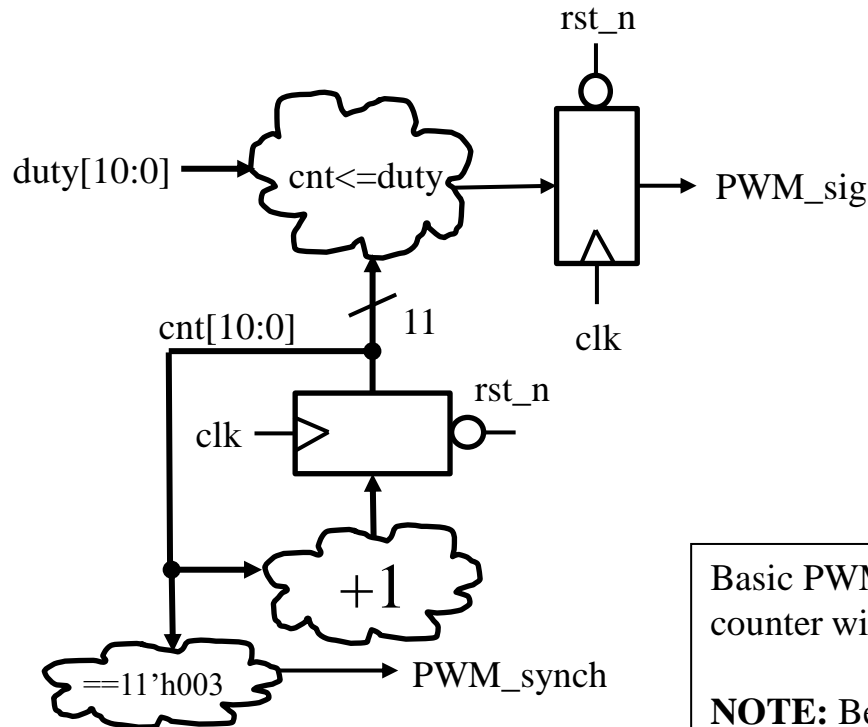 rst_n
duty[10:0]
cnt<=duty
PWM_sig
clk
cnt[10:0]
11
rst_n
clk
+1
==11'h003
PWM_synch
Basic PWM
counter wi
NOTE: Be